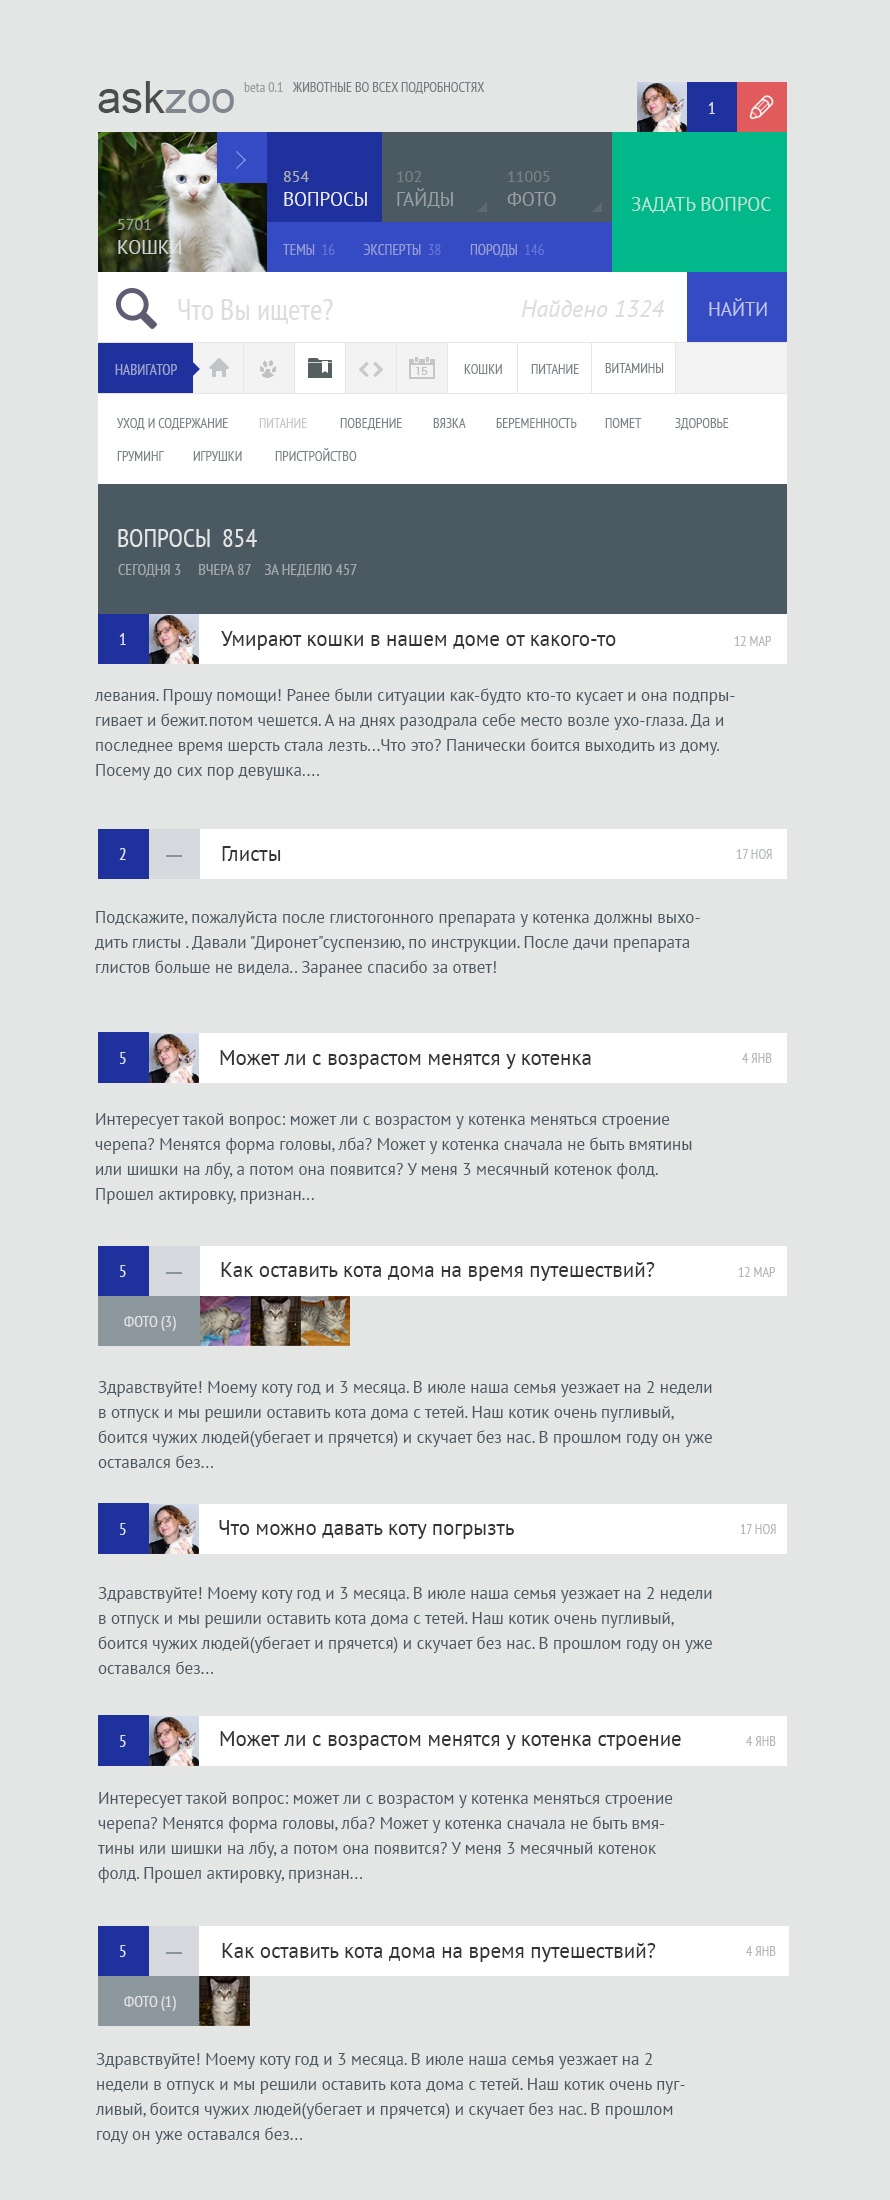 askzoo beta 0.1 ЖИВОТНЫЕ ВО ВСЕХ ПОДРОБНОСТЯХ
1
5701
КОШКИ
854
ВОПРОСЫ
102
ГАЙДЫ
11005
ФОТО
ЗАДАТЬ ВОПРОС
ТЕМЫ 16 ЭКСПЕРТЫ 38 ПОРОДЫ 146
Что Вы ищете? Найдено 1324 НАЙТИ
НАВИГАТОР 15 КОШКИ ПИТАНИЕ ВИТАМИНЫ
УХОД И СОДЕРЖАНИЕ ПИТАНИЕ ПОВЕДЕНИЕ ВЯЗКА БЕРЕМЕННОСТЬ ПОМЕТ ЗДОРОВЬЕ
ГРУМИНГ ИГРУШКИ ПРИСТРОЙСТВО
ВОПРОСЫ 854
СЕГОДНЯ 3 ВЧЕРА 87 ЗА НЕДЕЛЮ 457
1 Умирают кошки в нашем доме от какого-то 12 МАР
левания. Прошу помощи! Ранее были ситуации как-будто кто-то кусает и она подпры-
гивает и бежит.потом чешется. А на днях разодрала себе место возле ухо-глаза. Да и
последнее время шерсть стала лезть...Что это? Панически боится выходить из дому.
Посему до сих пор девушка....
2 — Глисты 17 НОЯ
Подскажите, пожалуйста после глистогонного препарата у котенка должны выхо-
дить глисты . Давали "Диронет"суспензию, по инструкции. После дачи препарата
глистов больше не видела.. Заранее спасибо за ответ!
5 Может ли с возрастом менятся у котенка 4 ЯНВ
Интересует такой вопрос: может ли с возрастом у котенка меняться строение
черепа? Менятся форма головы, лба? Может у котенка сначала не быть вмятины
или шишки на лбу, а потом она появится? У меня 3 месячный котенок фолд.
Прошел актировку, признан...
5 — Как оставить кота дома на время путешествий? 12 МАР
ФОТО (3)
Здравствуйте! Моему коту год и 3 месяца. В июле наша семья уезжает на 2 недели
в отпуск и мы решили оставить кота дома с тетей. Наш котик очень пугливый,
боится чужих людей(убегает и прячется) и скучает без нас. В прошлом году он уже
оставался без...
5 Что можно давать коту погрызть 17 НОЯ
Здравствуйте! Моему коту год и 3 месяца. В июле наша семья уезжает на 2 недели
в отпуск и мы решили оставить кота дома с тетей. Наш котик очень пугливый,
боится чужих людей(убегает и прячется) и скучает без нас. В прошлом году он уже
оставался без...
5 Может ли с возрастом менятся у котенка строение 4 ЯНВ
Интересует такой вопрос: может ли с возрастом у котенка меняться строение
черепа? Менятся форма головы, лба? Может у котенка сначала не быть вмя-
тины или шишки на лбу, а потом она появится? У меня 3 месячный котенок
фолд. Прошел актировку, признан...
5 — Как оставить кота дома на время путешествий? 4 ЯНВ
ФОТО (1)
Здравствуйте! Моему коту год и 3 месяца. В июле наша семья уезжает на 2
недели в отпуск и мы решили оставить кота дома с тетей. Наш котик очень пуг-
ливый, боится чужих людей(убегает и прячется) и скучает без нас. В прошлом
году он уже оставался без...